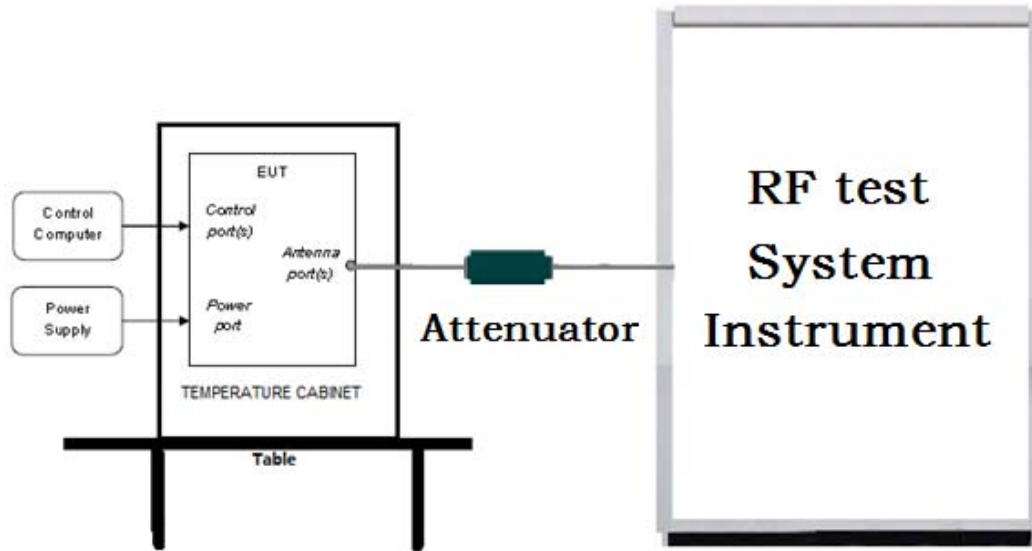 Control
Computer
Power
Supply
EUT
Control
port(s)
Antenna
port(s)
Power
port
TEMPERATURE CABINET
Table
Attenuator
RF test
System
Instrument